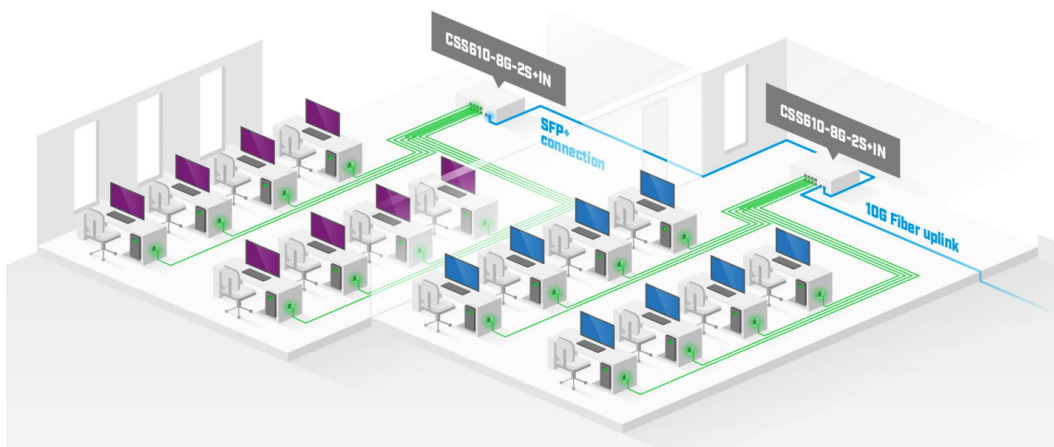 CSS610-8G-2S+IN
SFP+
connection
CSS610-8G-2S+IN
10G Fiber uplink